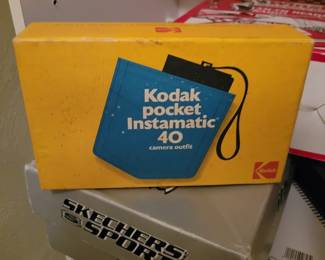 Kodak
pocket
Instamatic
40
camera outfit
Kodak
SKECHERS
SPORT